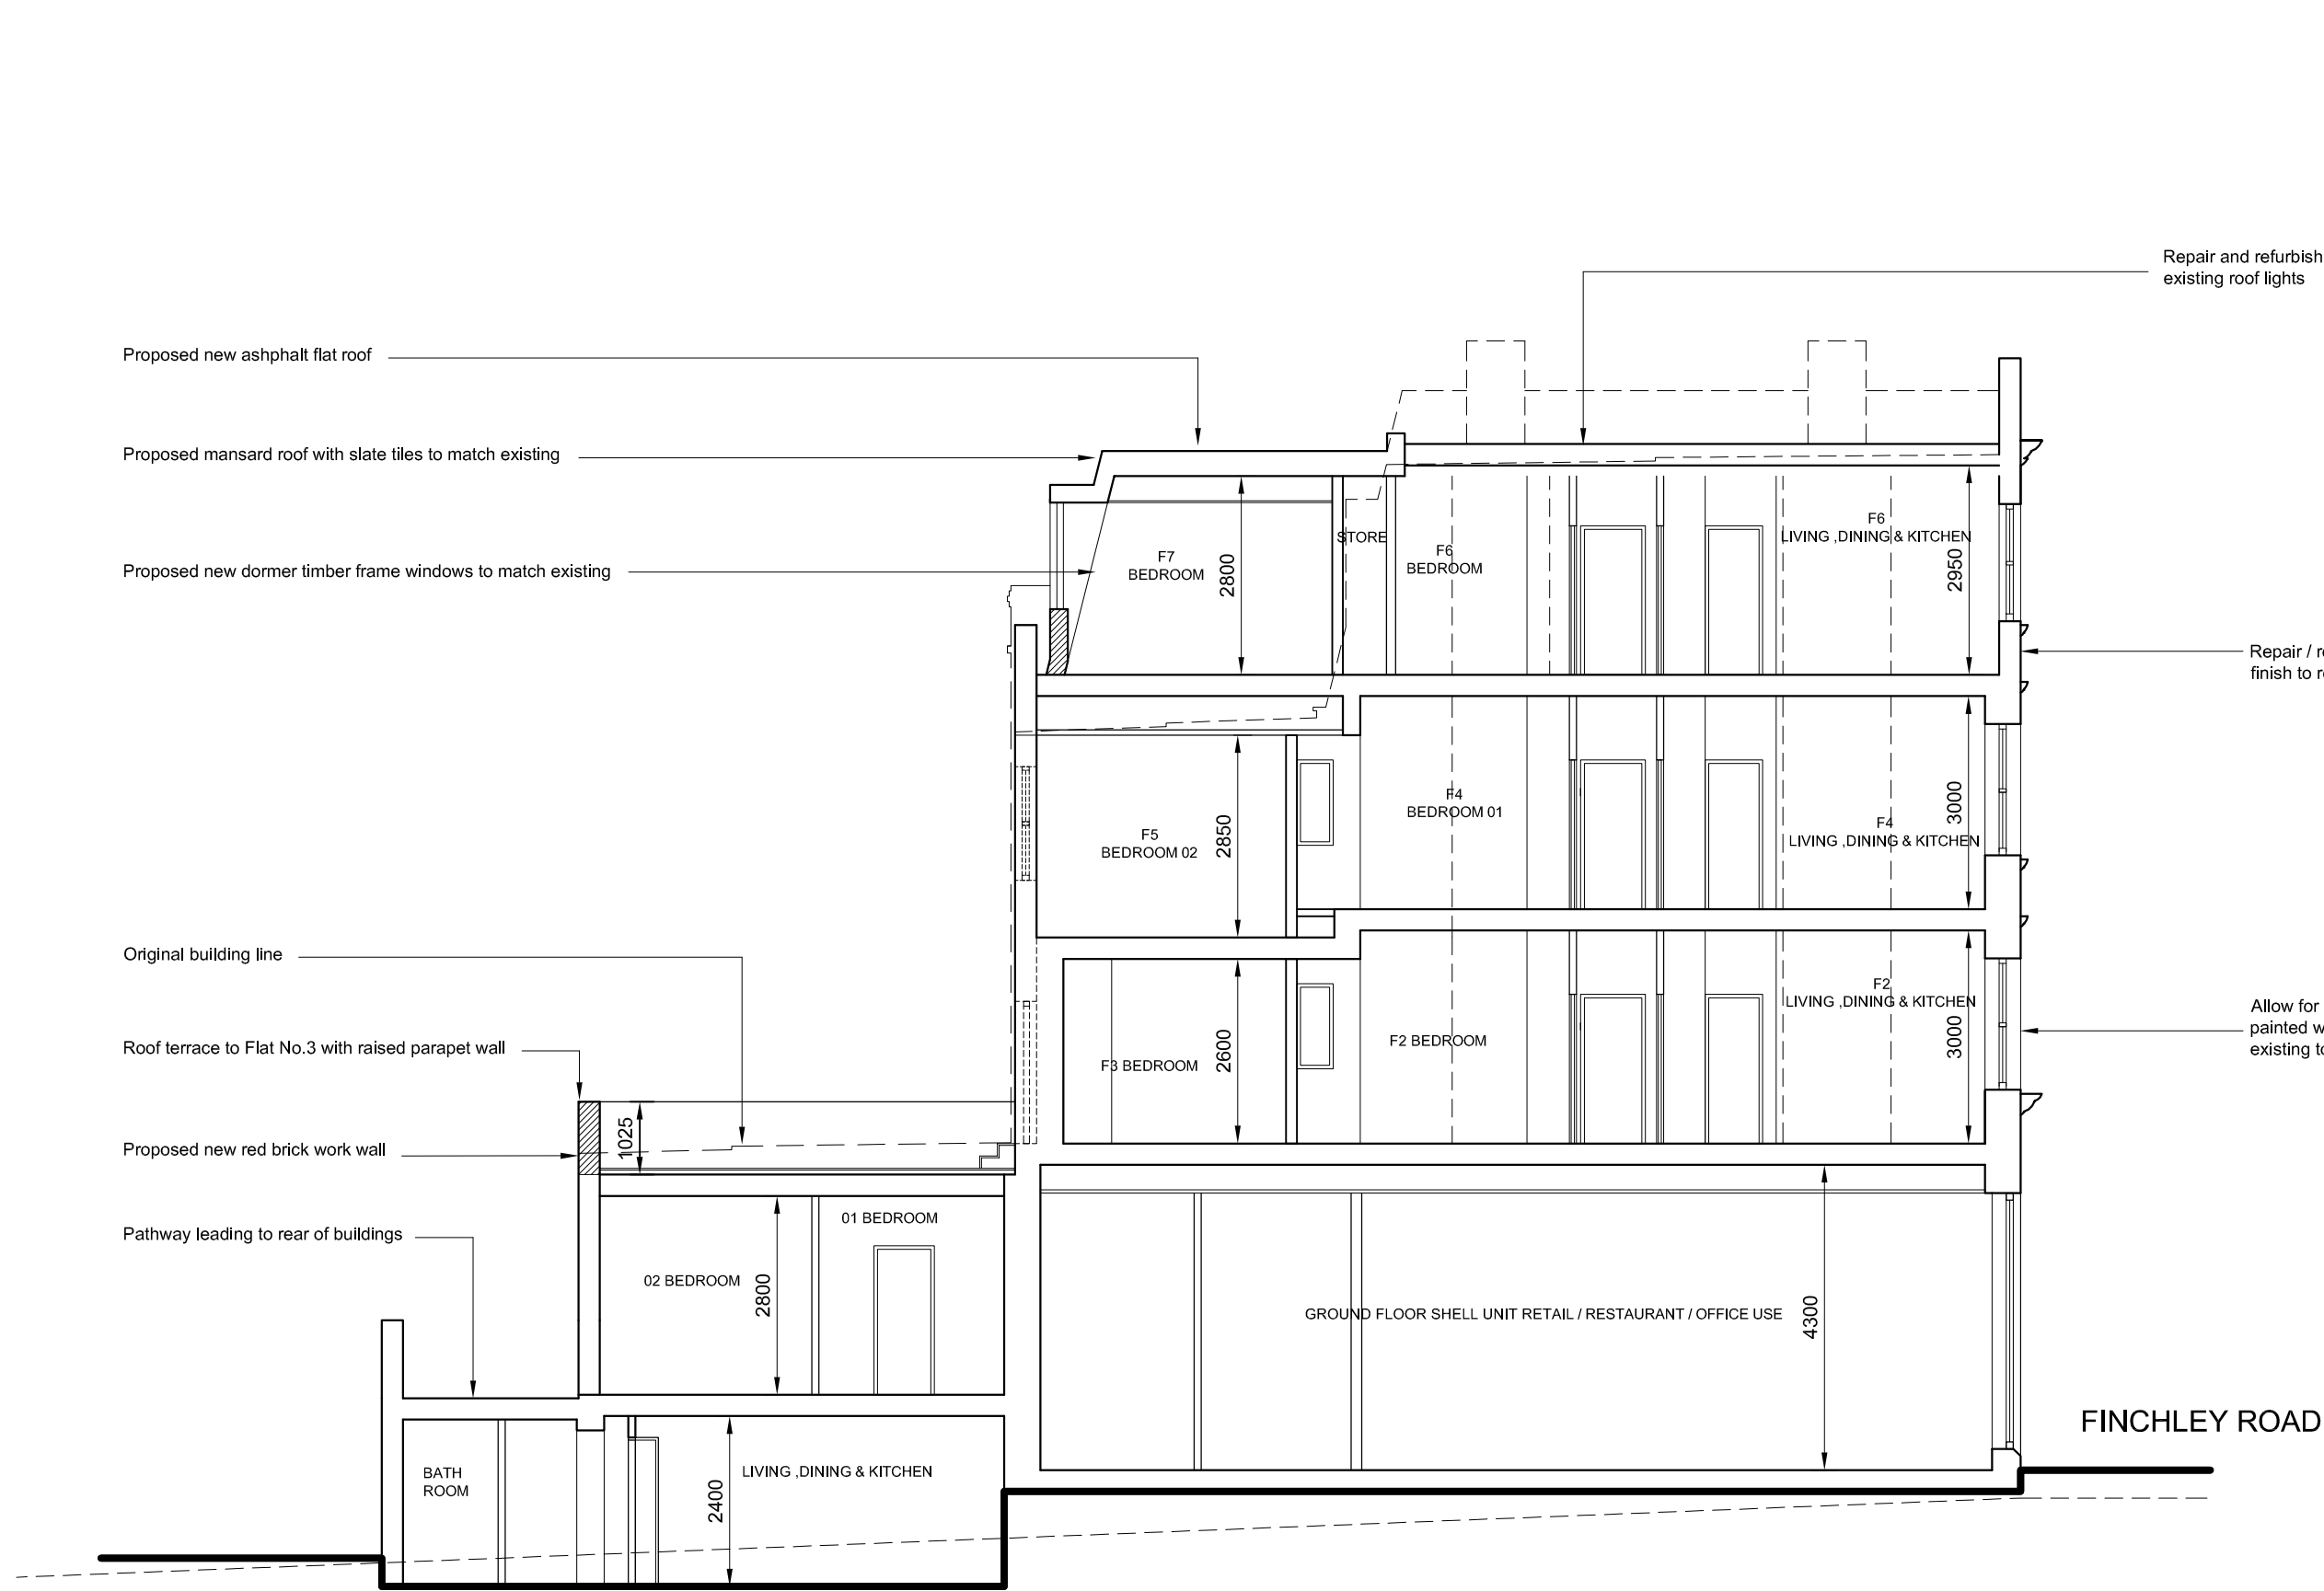 Repair and refurbish
existing roof lights
Proposed new ashphalt flat roof
Proposed mansard roof with slate tiles to match existing
Proposed new dormer timber frame windows to match existing
F7
BEDROOM
2800
STORE
F6
BEDROOM
F6
LIVING ,DINING & KITCHEN
2950
Repair / r
finish to r
F5
BEDROOM 02
2850
F4
BEDROOM 01
F4
LIVING ,DINING & KITCHEN
3000
Original building line
Roof terrace to Flat No.3 with raised parapet wall
Proposed new red brick work wall
Pathway leading to rear of buildings
1025
F3 BEDROOM
2600
F2 BEDROOM
F2
LIVING ,DINING & KITCHEN
3000
Allow for
painted w
existing to
02 BEDROOM
2800
01 BEDROOM
GROUND FLOOR SHELL UNIT RETAIL / RESTAURANT / OFFICE USE
4300
FINCHLEY ROAD
BATH
ROOM
2400
LIVING ,DINING & KITCHEN